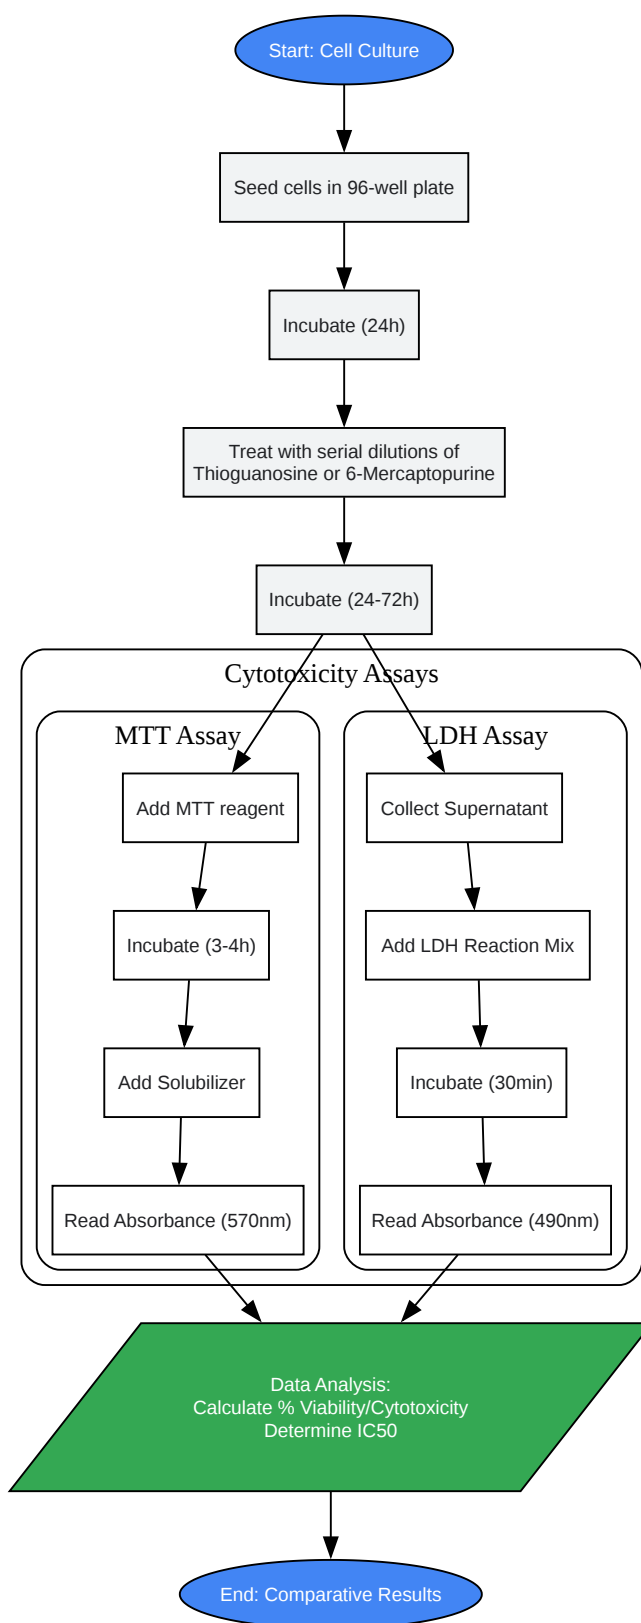 Start: Cell Culture
Seed cells in 96-well plate
Incubate (24h)
Treat with serial dilutions of
Thioguanosine or 6-Mercaptopurine
Incubate (24-72h)
Cytotoxicity Assays
MTT Assay
Add MTT reagent
Incubate (3-4h)
Add Solubilizer
Read Absorbance (570nm)
LDH Assay
Collect Supernatant
Add LDH Reaction Mix
Incubate (30min)
Read Absorbance (490nm)
Data Analysis:
Calculate % Viability/Cytotoxicity
Determine IC50
End: Comparative Results